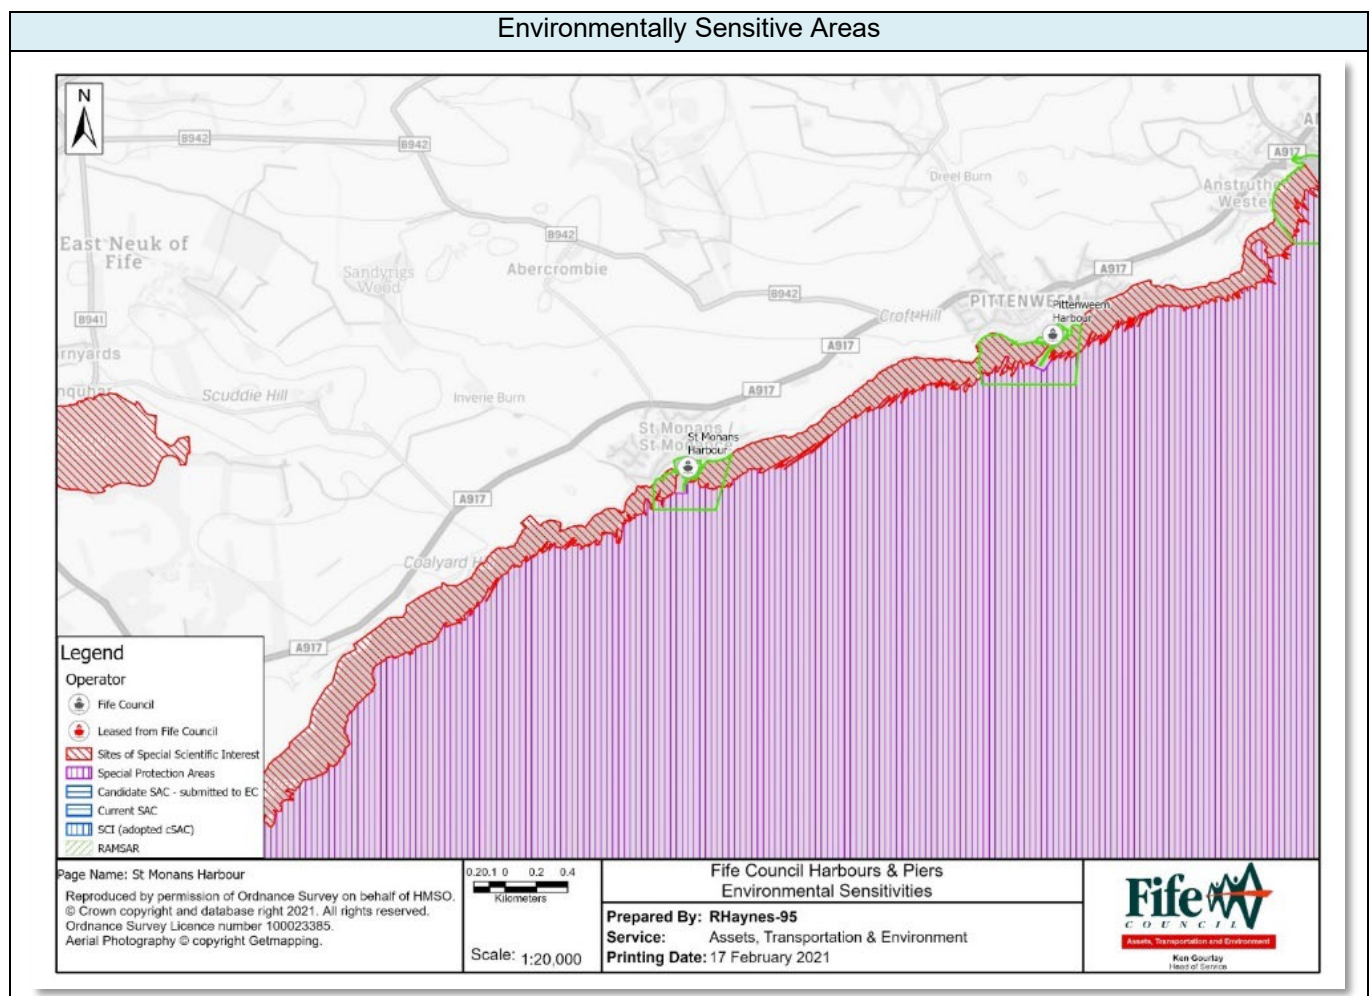 Environmentally Sensitive Areas
N
B942
B942
A917
Dreel Burn
East Neuk of
Fife
B942
Sandyrigs
Wood
Abercrombie
A917
B942
PITTENWEEM
Pittenweem
Harbour
B941
Croft Hill
A917
Scuddie Hill
Inverie Burn
A917
St Monans /
St Monans
Harbour
A917
Coalyard H
A917
Legend
Operator
Fife Council
Leased from Fife Council
Sites of Special Scientific Interest
Special Protection Areas
Candidate SAC - submitted to EC
Current SAC
SCI (adopted cSAC)
RAMSAR
Page Name: St Monans Harbour
Reproduced by permission of Ordnance Survey on behalf of HMSO.
© Crown copyright and database right 2021. All rights reserved.
Ordnance Survey Licence number 100023385.
Aerial Photography © copyright Getmapping.
0.20.1 0 0.2 0.4
Kilometers
Scale: 1:20,000
Fife Council Harbours & Piers
Environmental Sensitivities
Prepared By: RHaynes-95
Service: Assets, Transportation & Environment
Printing Date: 17 February 2021
Fife
COUNCIL
Assets, Transportation and Environment
Ken Gourlay
Head of Service